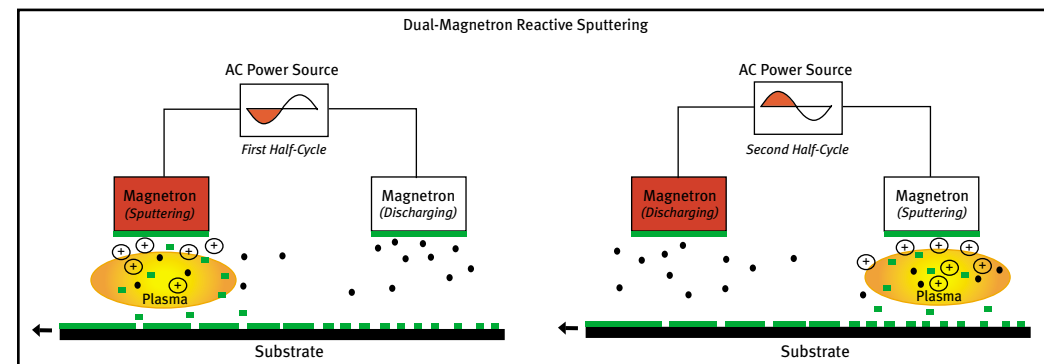 Dual-Magnetron Reactive Sputtering
AC Power Source
First Half-Cycle
Magnetron
(Sputtering)
Magnetron
(Discharging)
+ + + + + +
Plasma
Substrate
AC Power Source
Second Half-Cycle
Magnetron
(Discharging)
Magnetron
(Sputtering)
+ + + + + + +
Plasma
Substrate